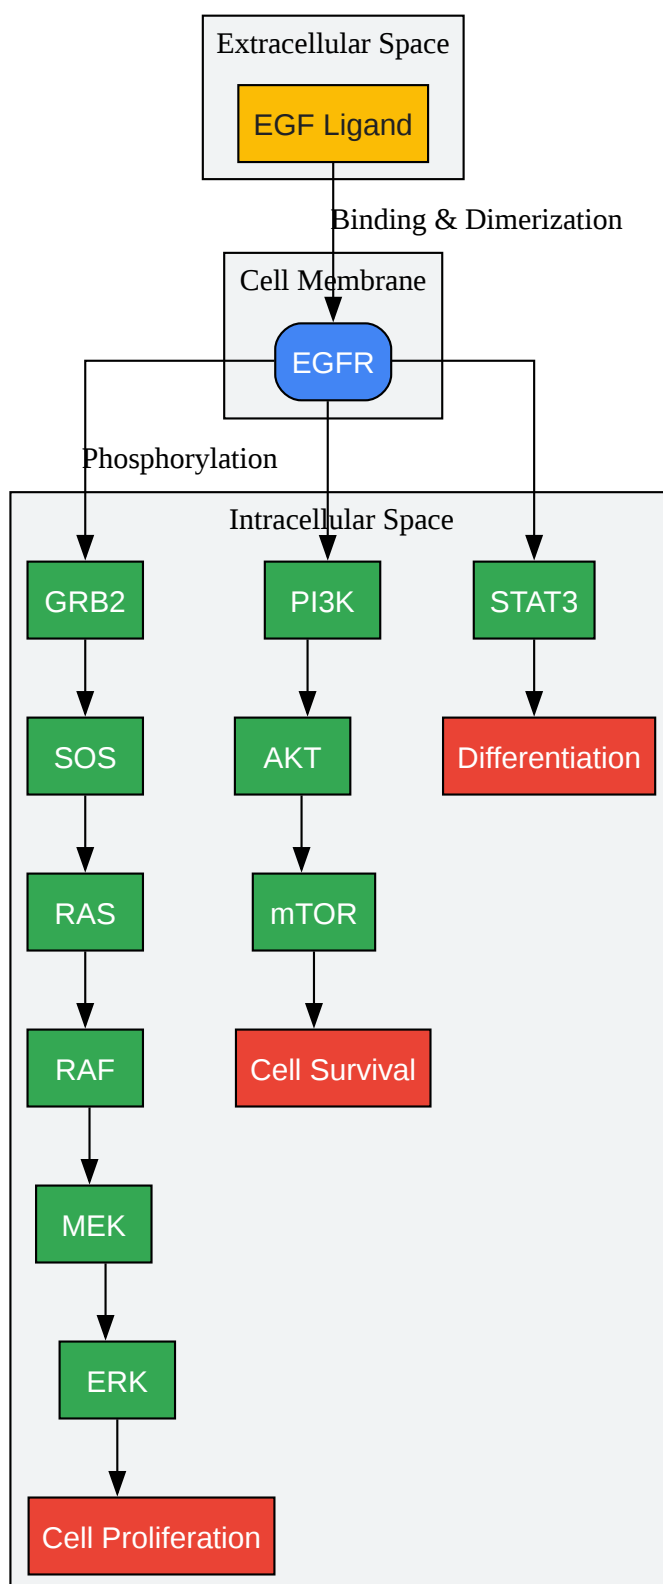 Extracellular Space
EGF Ligand
Binding & Dimerization
Cell Membrane
EGFR
Phosphorylation
Intracellular Space
GRB2
PI3K
STAT3
SOS
AKT
Differentiation
RAS
mTOR
RAF
Cell Survival
MEK
ERK
Cell Proliferation